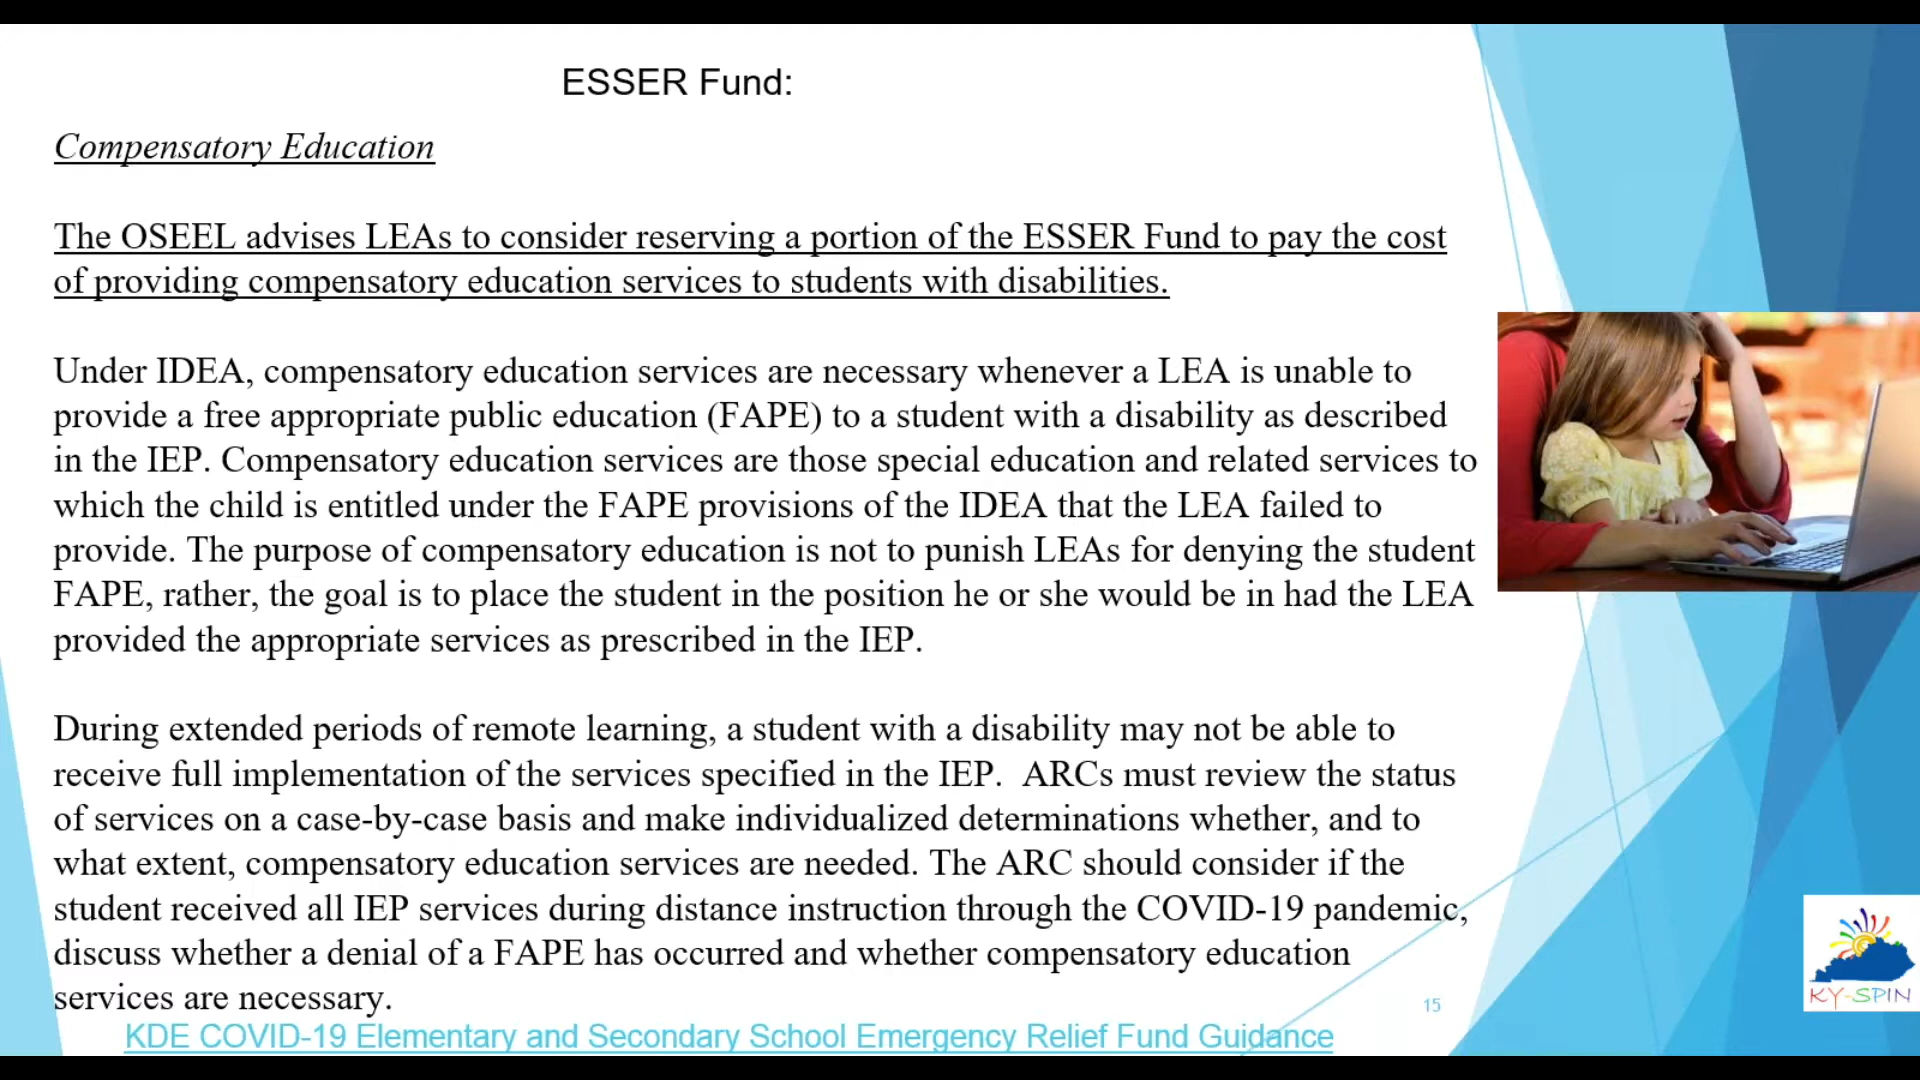 ESSER Fund:
Compensatory Education
The OSEEL advises LEAs to consider reserving a portion of the ESSER Fund to pay the cost
of providing compensatory education services to students with disabilities.
Under IDEA, compensatory education services are necessary whenever a LEA is unable to
provide a free appropriate public education (FAPE) to a student with a disability as described
in the IEP. Compensatory education services are those special education and related services to
which the child is entitled under the FAPE provisions of the IDEA that the LEA failed to
provide. The purpose of compensatory education is not to punish LEAs for denying the student
FAPE, rather, the goal is to place the student in the position he or she would be in had the LEA
provided the appropriate services as prescribed in the IEP.
During extended periods of remote learning, a student with a disability may not be able to
receive full implementation of the services specified in the IEP.  ARCs must review the status
of services on a case-by-case basis and make individualized determinations whether, and to
what extent, compensatory education services are needed. The ARC should consider if the
student received all IEP services during distance instruction through the COVID-19 pandemic,
discuss whether a denial of a FAPE has occurred and whether compensatory education
services are necessary.
15
KY-SPIN
KDE COVID-19 Elementary and Secondary School Emergency Relief Fund Guidance